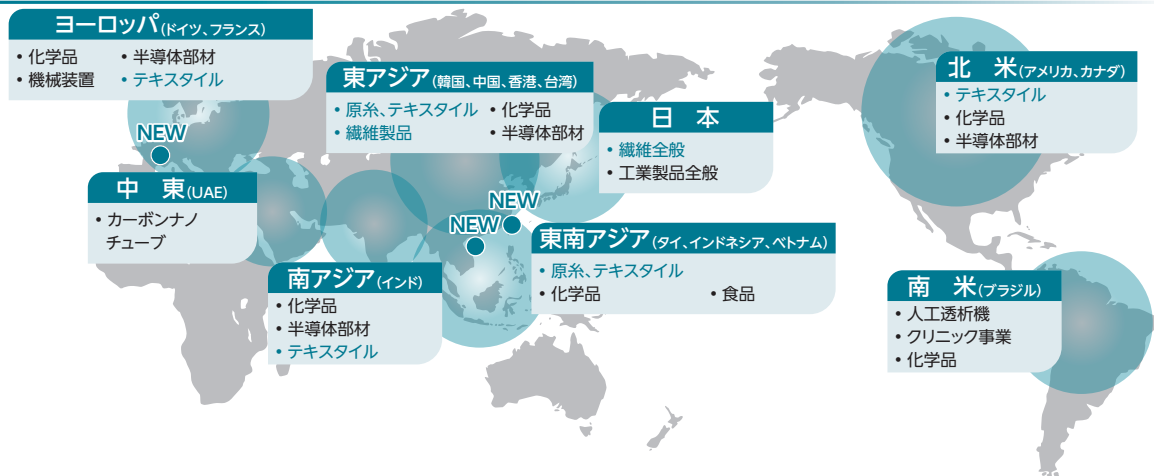 ヨーロッパ(ドイツ、フランス)
• 化学品 • 半導体部材
• 機械装置 • テキスタイル
NEW
中 東(UAE)
• カーボンナノ
チューブ
東アジア(韓国、中国、香港、台湾)
• 原糸、テキスタイル • 化学品
• 繊維製品 • 半導体部材
日 本
• 繊維全般
• 工業製品全般
NEW
NEW
南アジア(インド)
• 化学品
• 半導体部材
• テキスタイル
東南アジア(タイ、インドネシア、ベトナム)
• 原糸、テキスタイル
• 化学品 • 食品
北 米(アメリカ、カナダ)
• テキスタイル
• 化学品
• 半導体部材
南 米(ブラジル)
• 人工透析機
• クリニック事業
• 化学品